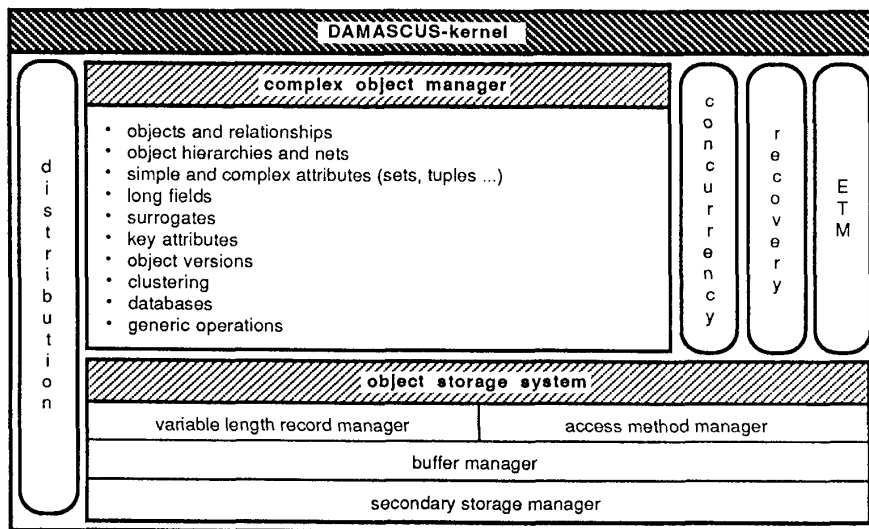 DAMASCUS-kernel
distribution
complex object manager
• objects and relationships
• object hierarchies and nets
• simple and complex attributes (sets, tuples ...)
• long fields
• surrogates
• key attributes
• object versions
• clustering
• databases
• generic operations
concurrency
recovery
ETM
object storage system
variable length record manager
access method manager
buffer manager
secondary storage manager